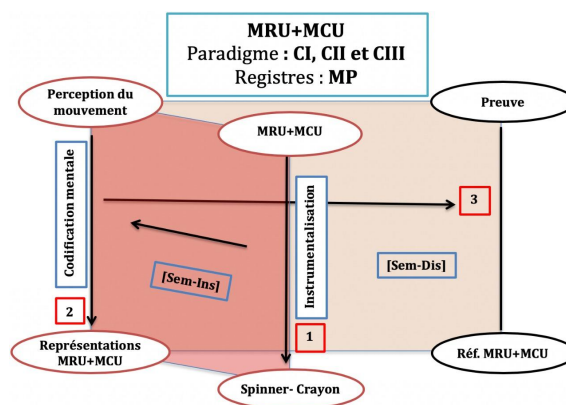 MRU+MCU
Paradigme : CI, CII et CIII
Registres : MP
Perception du
mouvement
Preuve
MRU+MCU
Codification mentale
Instrumentalisation
3
[Sem-Ins]
[Sem-Dis]
2
1
Représentations
MRU+MCU
Réf. MRU+MCU
Spinner- Crayon